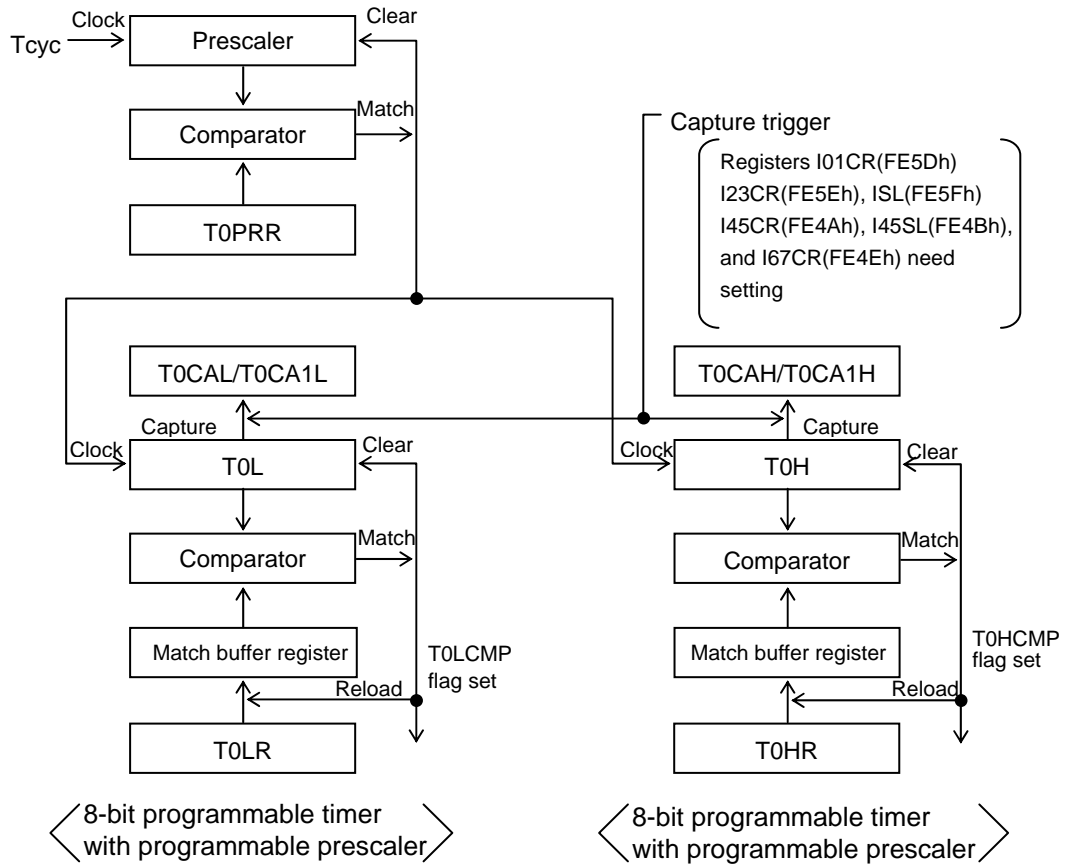 Clock
Clear
Tcyc
Prescaler
Match
Comparator
T0PRR
Capture trigger
Registers I01CR(FE5Dh)
I23CR(FE5Eh), ISL(FE5Fh)
I45CR(FE4Ah), I45SL(FE4Bh),
and I67CR(FE4Eh) need
setting
T0CAL/T0CA1L
T0CAH/T0CA1H
Capture
Capture
Clock
T0L
Clear
Clock
T0H
Clear
Comparator
Match
Comparator
Match
Match buffer register
T0LCMP
flag set
Match buffer register
T0HCMP
flag set
Reload
Reload
T0LR
T0HR
8-bit programmable timer
with programmable prescaler
8-bit programmable timer
with programmable prescaler